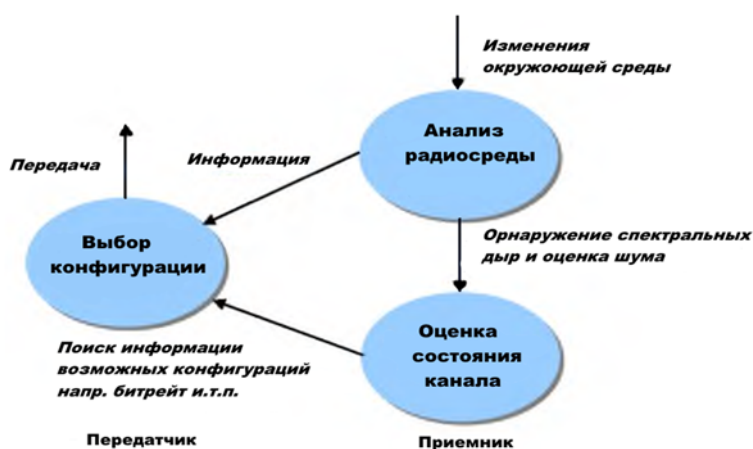 Изменения
окружоющей среды
Анализ
радиосреды
Передача
Информация
Выбор
конфигурации
Орнаружение спектральных
дыр и оценка шума
Оценка
состояния
канала
Поиск информации
возможных конфигураций
напр. битрейт и.т.п.
Передатчик
Приемник